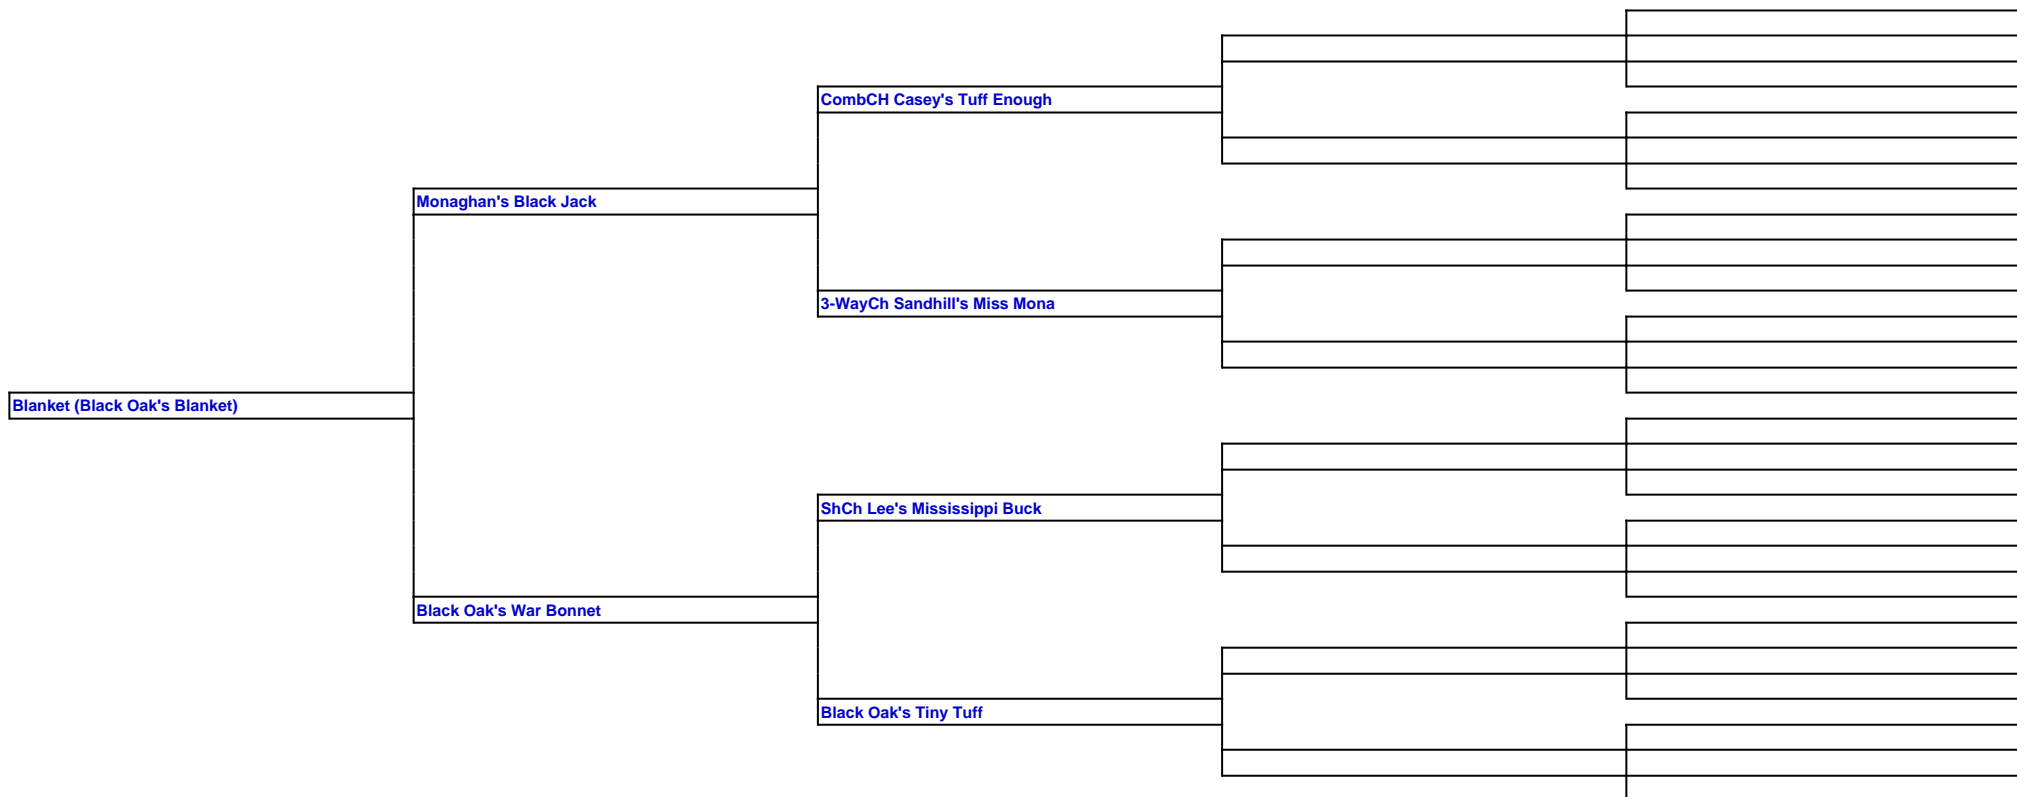 CombCH Casey's Tuff Enough
Monaghan's Black Jack
3-WayCh Sandhill's Miss Mona
Blanket (Black Oak's Blanket)
ShCh Lee's Mississippi Buck
Black Oak's War Bonnet
Black Oak's Tiny Tuff